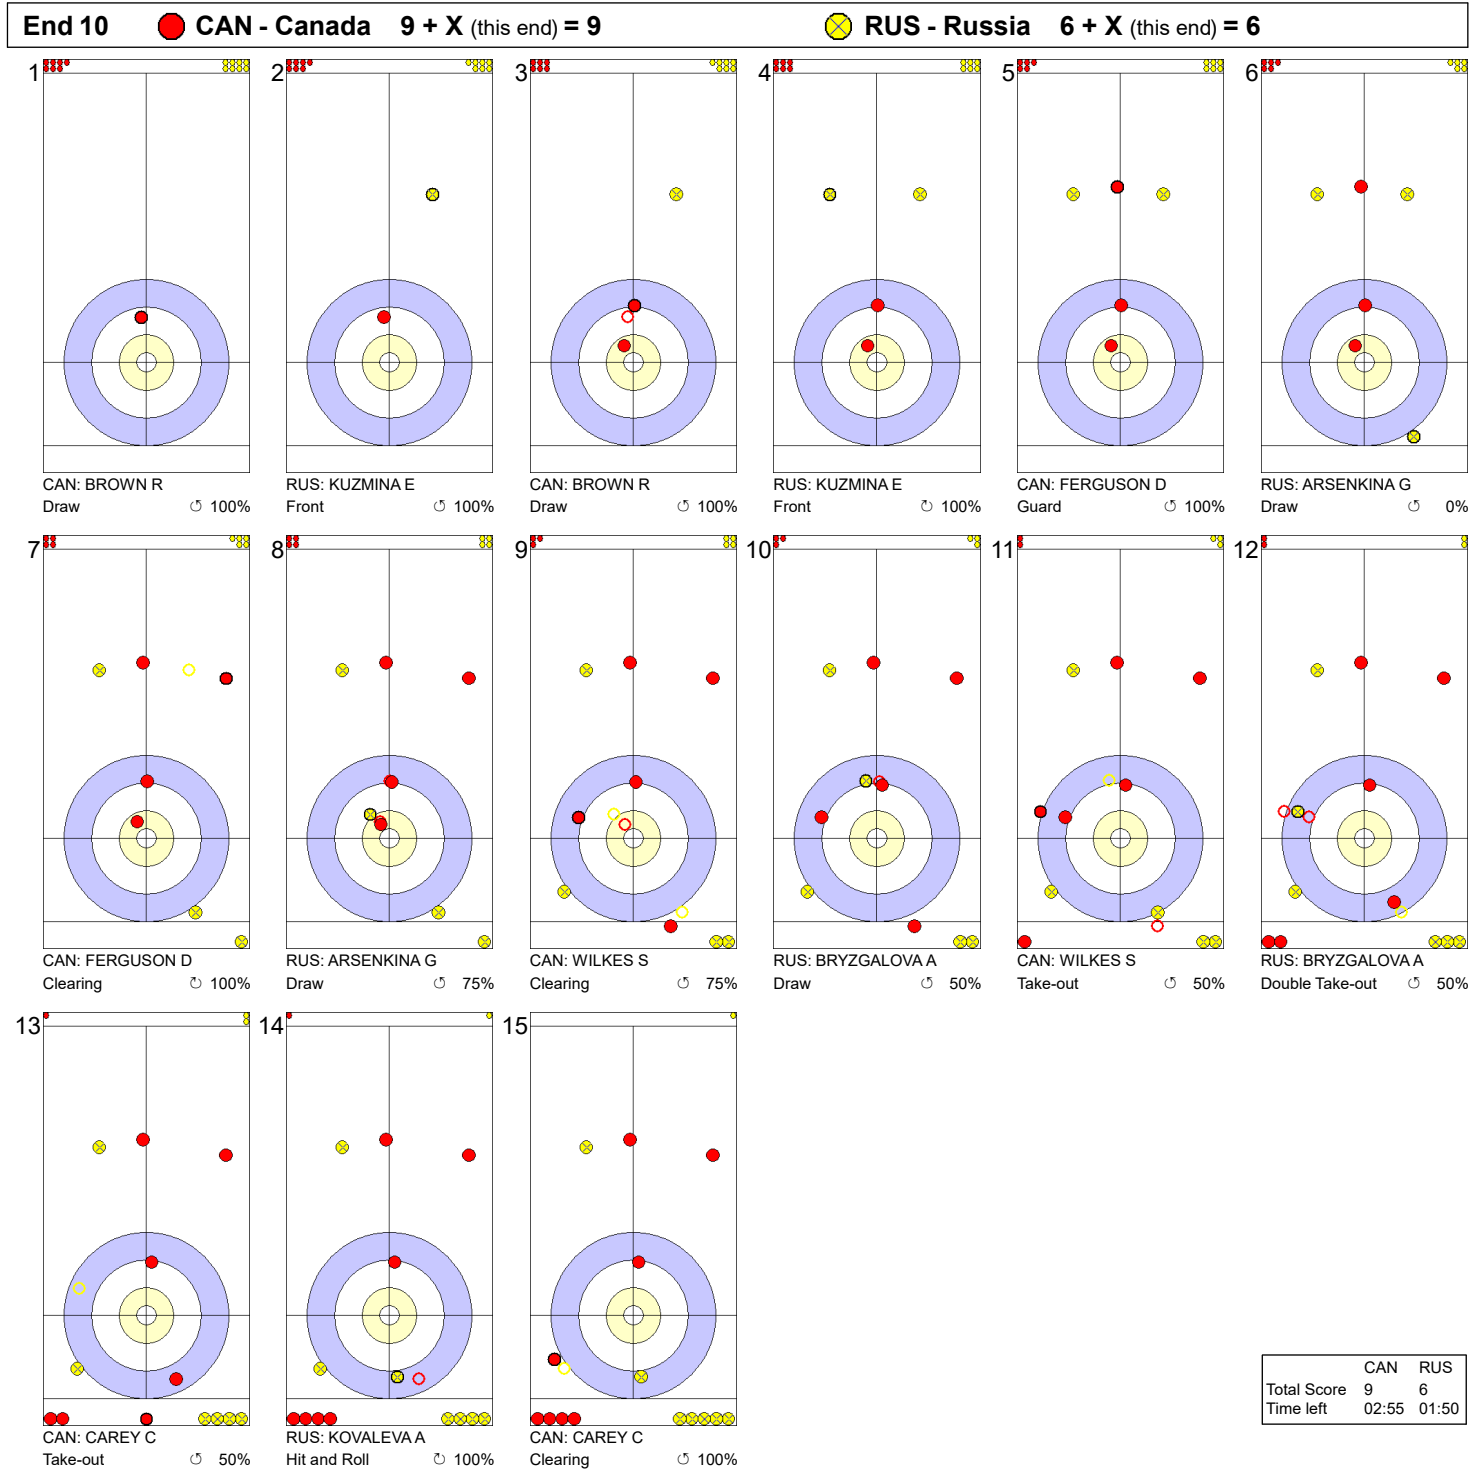 End 10 CAN - Canada 9 + X (this end) = 9 RUS - Russia 6 + X (this end) = 6
1 2 3 4 5 6
CAN: BROWN R RUS: KUZMINA E CAN: BROWN R RUS: KUZMINA E CAN: FERGUSON D RUS: ARSENKINA G
Draw ↺ 100% Front ↺ 100% Draw ↺ 100% Front ↻ 100% Guard ↺ 100% Draw ↺ 0%
7 8 9 10 11 12
CAN: FERGUSON D RUS: ARSENKINA G CAN: WILKES S RUS: BRYZGALOVA A CAN: WILKES S RUS: BRYZGALOVA A
Clearing ↻ 100% Draw ↺ 75% Clearing ↺ 75% Draw ↺ 50% Take-out ↺ 50% Double Take-out ↺ 50%
13 14 15
CAN: CAREY C RUS: KOVALEVA A CAN: CAREY C
Take-out ↺ 50% Hit and Roll ↻ 100% Clearing ↺ 100%
CAN RUS
Total Score 9 6
Time left 02:55 01:50